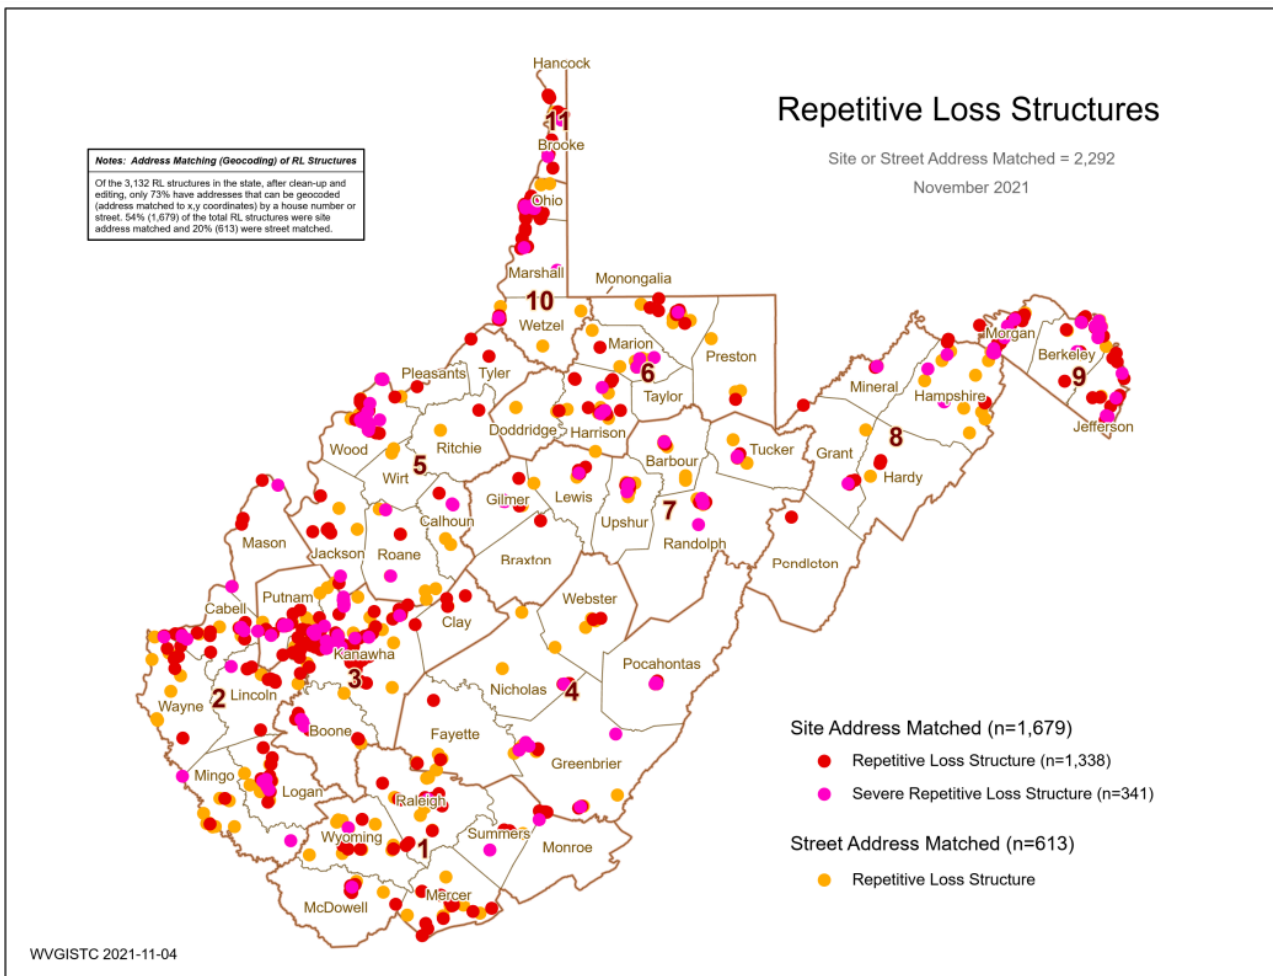 Repetitive Loss Structures
Site or Street Address Matched = 2,292
November 2021
Notes: Address Matching (Geocoding) of RL Structures
Of the 3,132 RL structures in the state, after clean-up and
editing, only 73% have addresses that can be geocoded
(address matched to x,y coordinates) by a house number or
street. 54% (1,679) of the total RL structures were site
address matched and 20% (613) were street matched.
Hancock
11
Brooke
Ohio
Marshall
Monongalia
10
Wetzel
Morgan
Marion
Preston
Berkeley
Pleasants
Tyler
6
9
Mineral
Taylor
Hampshire
Doddridge
Harrison
Jefferson
Wood
Ritchie
8
Tucker
Grant
Barbour
5
Wirt
Hardy
Gilmer
Lewis
7
Calhoun
Upshur
Mason
Jackson
Roane
Randolph
Braxton
Pendleton
Putnam
Webster
Cabell
Clay
Kanawha
Pocahontas
3
Nicholas
4
2
Lincoln
Wayne
Boone
Fayette
Greenbrier
Mingo
Logan
Raleigh
Wyoming
Summers
1
Monroe
Mercer
McDowell
Site Address Matched (n=1,679)
Repetitive Loss Structure (n=1,338)
Severe Repetitive Loss Structure (n=341)
Street Address Matched (n=613)
Repetitive Loss Structure
WVGISTC 2021-11-04